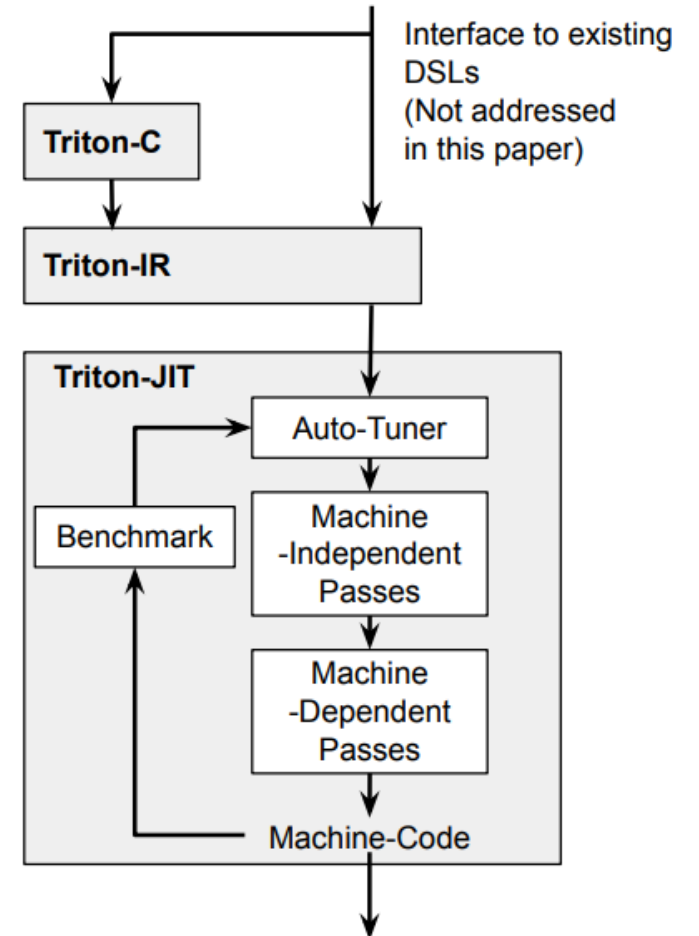 Interface to existing
DSLs
(Not addressed
in this paper)
Triton-C
Triton-IR
Triton-JIT
Auto-Tuner
Benchmark
Machine
-Independent
Passes
Machine
-Dependent
Passes
Machine-Code